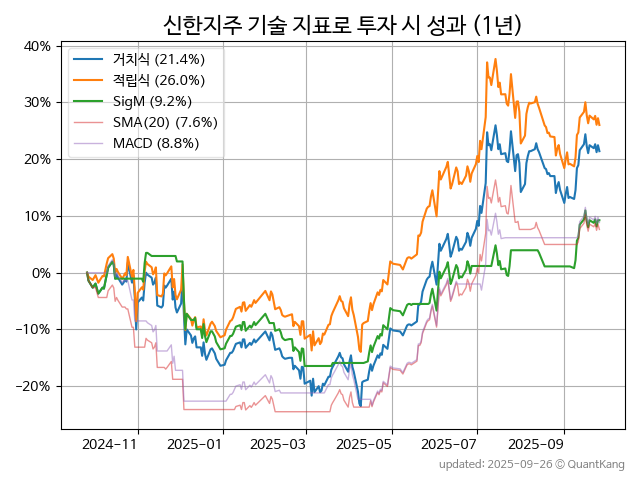 신한지주 기술 지표로 투자 시 성과 (1년)
거치식 (21.4%)
적립식 (26.0%)
SigM (9.2%)
SMA(20) (7.6%)
MACD (8.8%)
40%
30%
20%
10%
0%
−10%
−20%
2024-11
2025-01
2025-03
2025-05
2025-07
2025-09
updated: 2025-09-26 © QuantKang